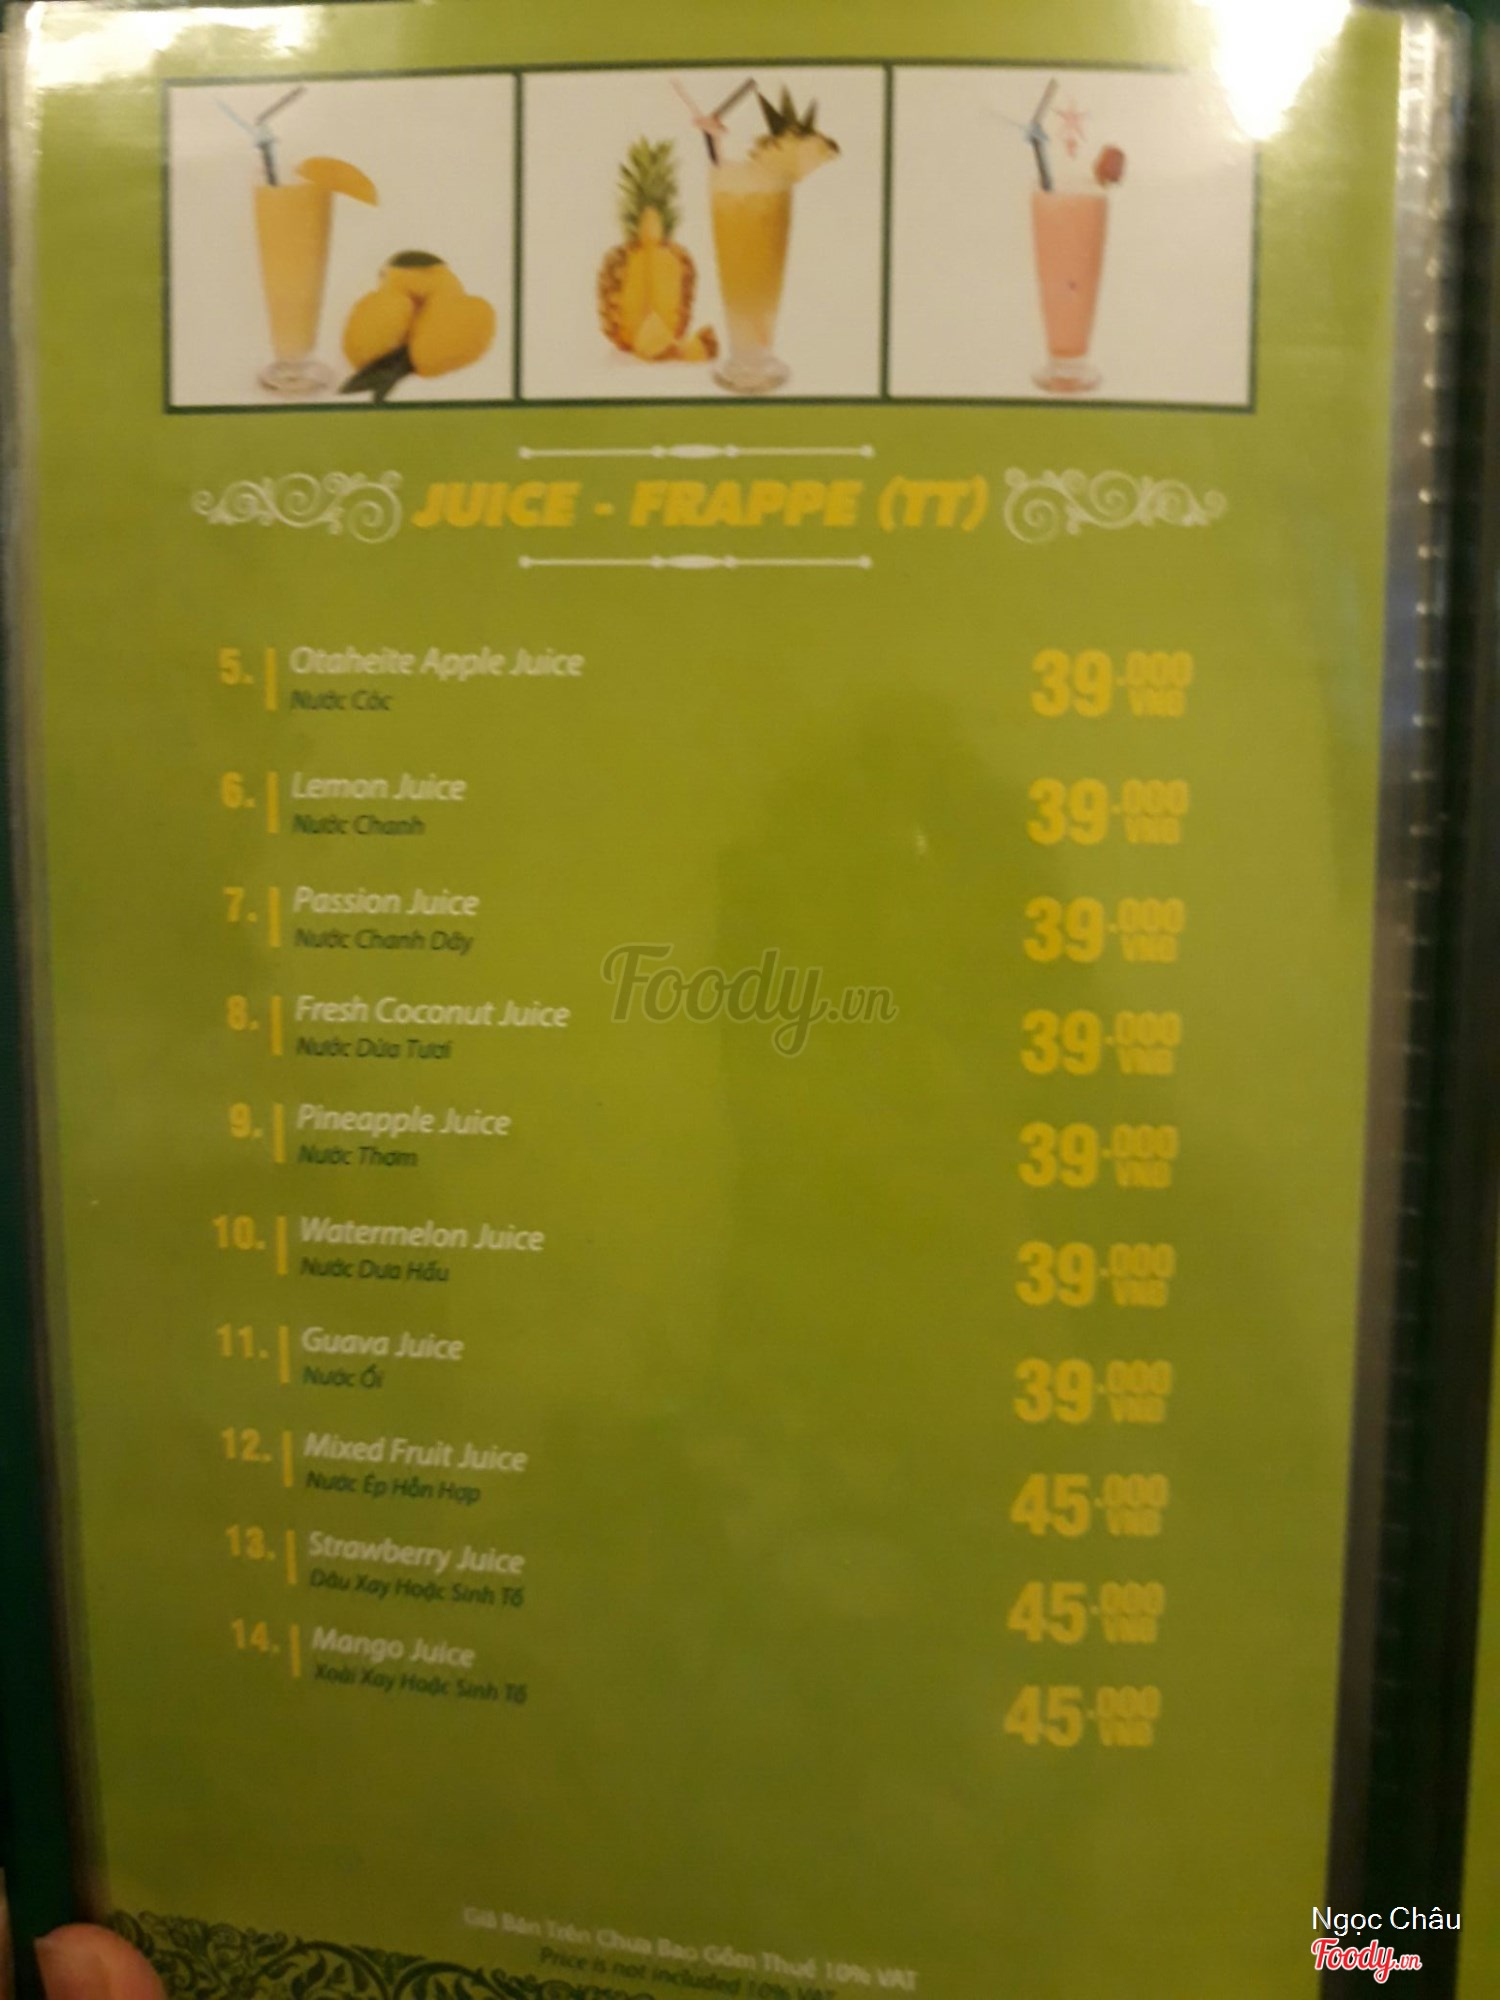 JUICE - FRAPPE (TT)
5. Otaheite Apple Juice 39.000 VNĐ
Nước Cóc
6. Lemon Juice 39.000 VNĐ
Nước Chanh
7. Passion Juice 39.000 VNĐ
Nước Chanh Dây
8. Fresh Coconut Juice 39.000 VNĐ
Nước Dừa Tươi
9. Pineapple Juice 39.000 VNĐ
Nước Thơm
10. Watermelon Juice 39.000 VNĐ
Nước Dưa Hấu
11. Guava Juice 39.000 VNĐ
Nước Ổi
12. Mixed Fruit Juice 45.000 VNĐ
Nước Ép Hỗn Hợp
13. Strawberry Juice 45.000 VNĐ
Dâu Xay Hoặc Sinh Tố
14. Mango Juice 45.000 VNĐ
Xoài Xay Hoặc Sinh Tố
Giá Bán Trên Chưa Bao Gồm Thuế 10% VAT
Price is not included 10% VAT
Foody.vn
Ngọc Châu
Foody.vn